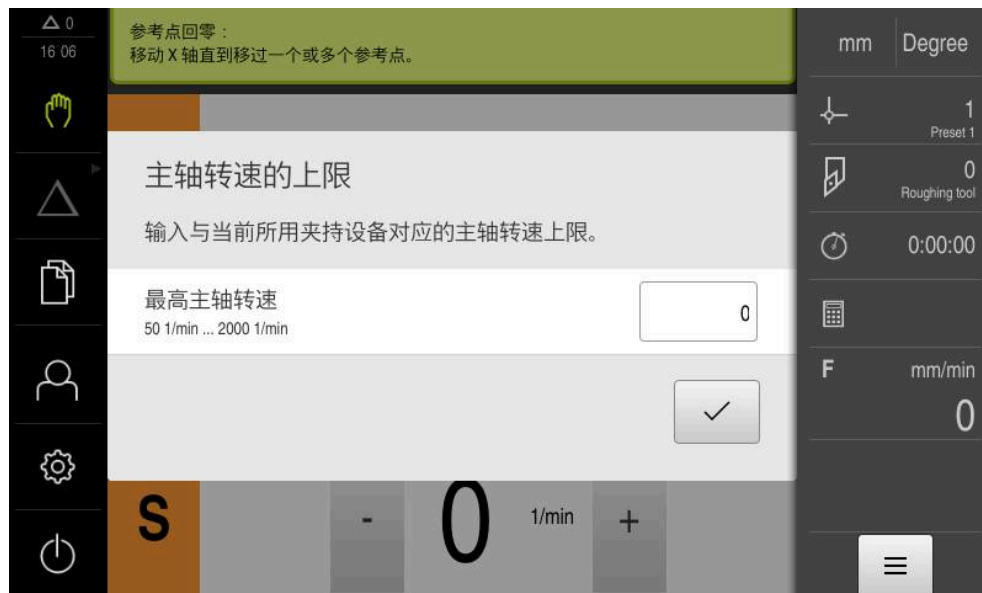 0
16 06
参考点回零：
移动 X 轴直到移过一个或多个参考点。
主轴转速的上限
输入与当前所用夹持设备对应的主轴转速上限。
最高主轴转速
50 1/min ... 2000 1/min
0
S
-
0
1/min
+
mm Degree
1
Preset 1
0
Roughing tool
0:00:00
F mm/min
0